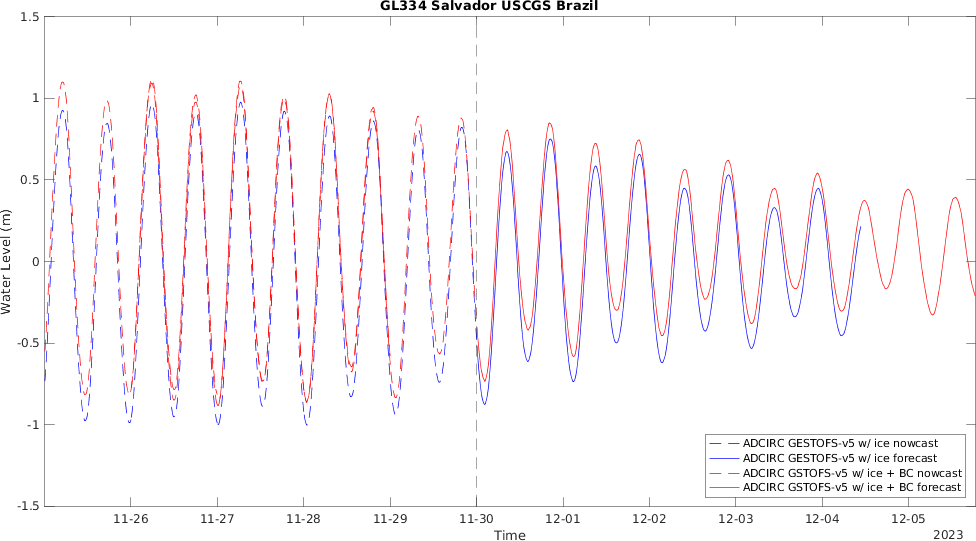 GL334 Salvador USCGS Brazil
1.5
1
0.5
0
-0.5
-1
-1.5
Water Level (m)
11-26
11-27
11-28
11-29
11-30
12-01
12-02
12-03
12-04
12-05
Time
2023
ADCIRC GESTOFS-v5 w/ ice nowcast
ADCIRC GESTOFS-v5 w/ ice forecast
ADCIRC GSTOFS-v5 w/ ice + BC nowcast
ADCIRC GSTOFS-v5 w/ ice + BC forecast